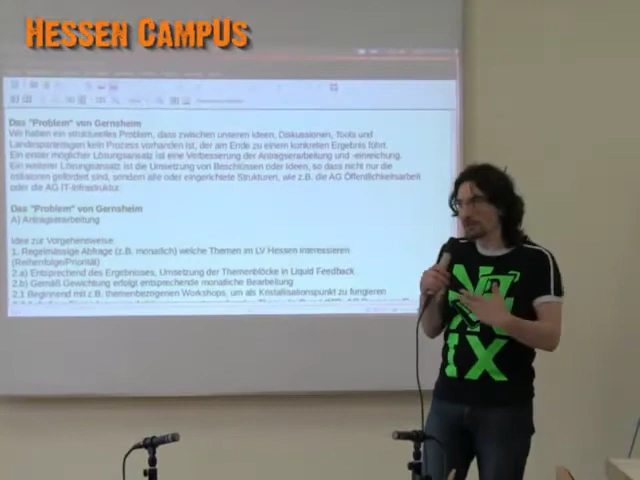 HESSEN CAMPUS
Das "Problem" von Gernsheim
Wir haben ein strukturelles Problem, dass zwischen unseren Ideen, Diskussionen, Tools und
Landesparteitagen kein Prozess vorhanden ist, der am Ende zu einem konkreten Ergebnis führt.
Ein erster möglicher Lösungsansatz ist eine Verbesserung der Antragserarbeitung und -einreichung.
Ein weiterer Lösungsansatz ist die Umsetzung von Beschlüssen oder Ideen, so dass nicht nur die
Initiatoren gefordert sind, sondern alle oder eingerichtete Strukturen, wie z.B. die AG Öffentlichkeitsarbeit
oder die AG IT-Infrastruktur.
Das "Problem" von Gernsheim
A) Antragserarbeitung
Idee zur Vorgehensweise:
1. Regelmässige Abfrage (z.B. monatlich) welche Themen im LV Hessen interessieren
(Reihenfolge/Priorität)
2.a) Entsprechend des Ergebnisses, Umsetzung der Themenblöcke in Liquid Feedback
2.b) Gemäß Gewichtung erfolgt entsprechende monatliche Bearbeitung
2.1 Beginnend mit z.B. themenbezogenen Workshops, um als Kristallisationspunkt zu fungieren